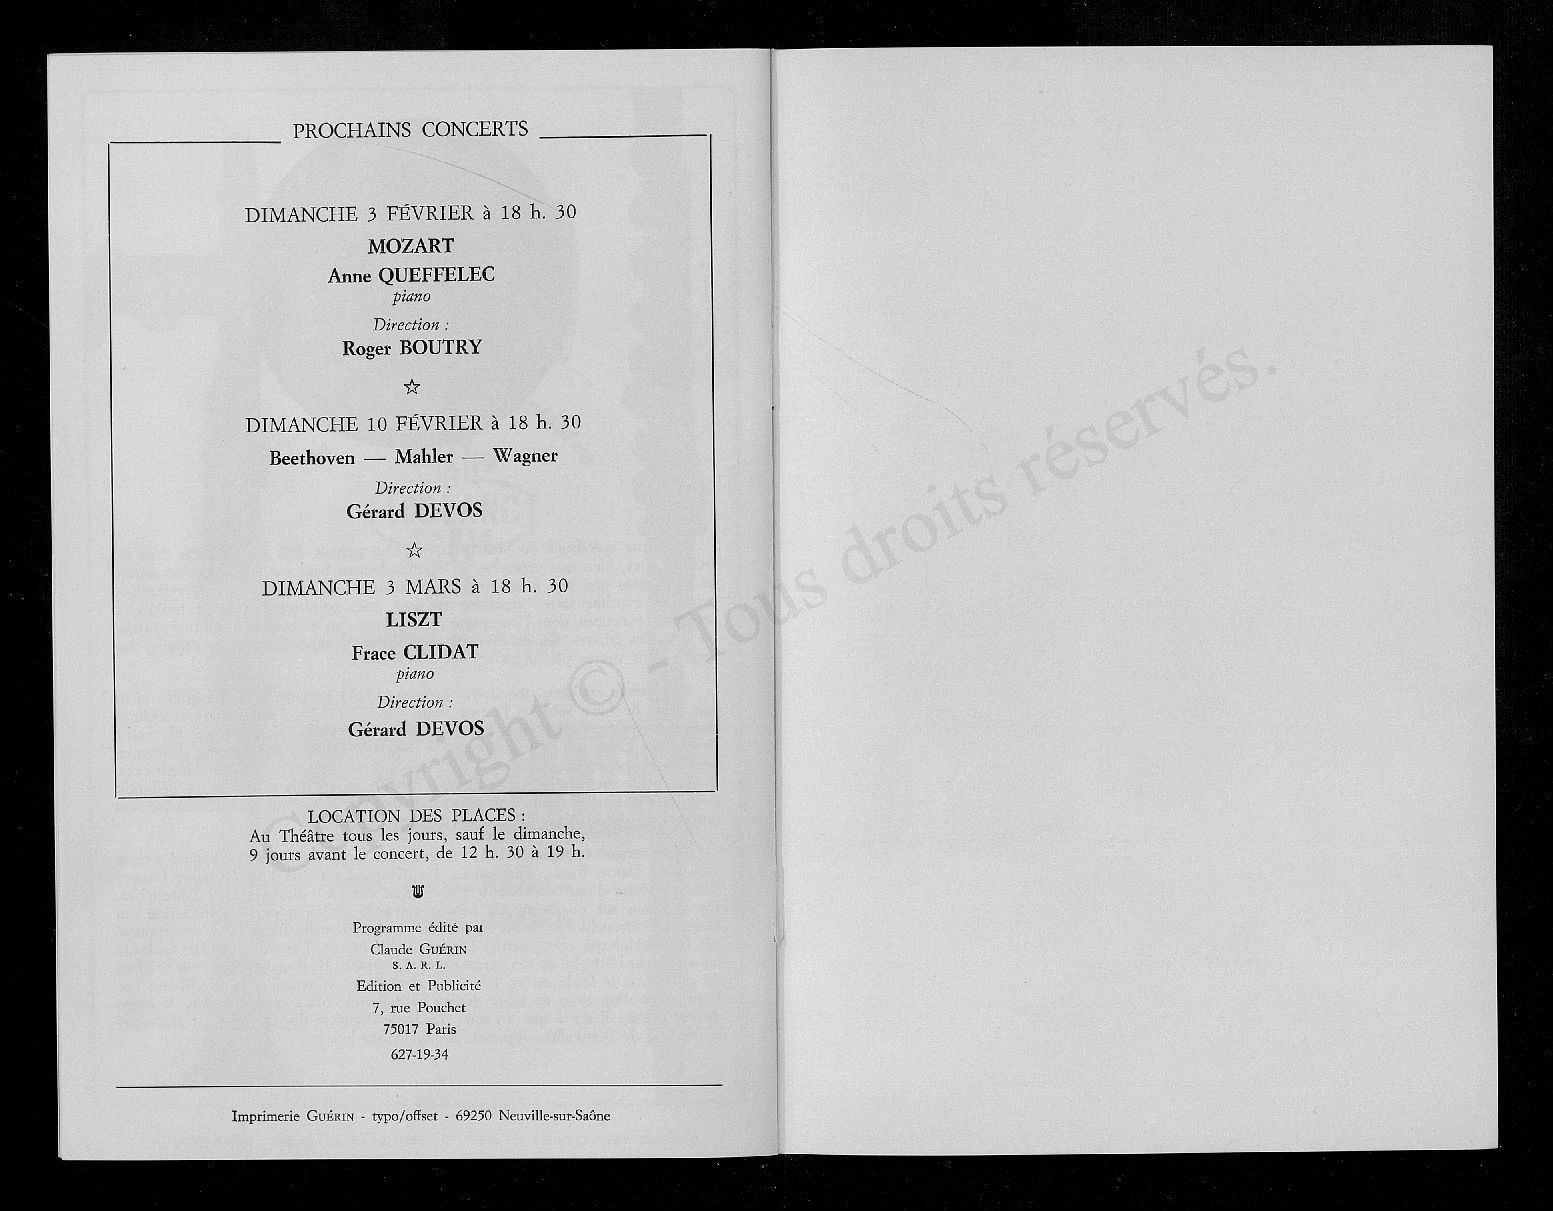 PROCHAINS CONCERTS
DIMANCHE 3 FÉVRIER à 18 h. 30
MOZART
Anne QUEFFELEC
piano
Direction :
Roger BOUTRY
☆
DIMANCHE 10 FÉVRIER à 18 h. 30
Beethoven — Mahler — Wagner
Direction :
Gérard DEVOS
☆
DIMANCHE 3 MARS à 18 h. 30
LISZT
Frace CLIDAT
piano
Direction :
Gérard DEVOS
LOCATION DES PLACES :
Au Théâtre tous les jours, sauf le dimanche,
9 jours avant le concert, de 12 h. 30 à 19 h.
Programme édité par
Claude GUÉRIN
S. A. R. L.
Edition et Publicité
7, rue Pouchet
75017 Paris
627-19-34
Imprimerie GUÉRIN - typo/offset - 69250 Neuville-sur-Saône
Copyright © - Tous droits réservés.